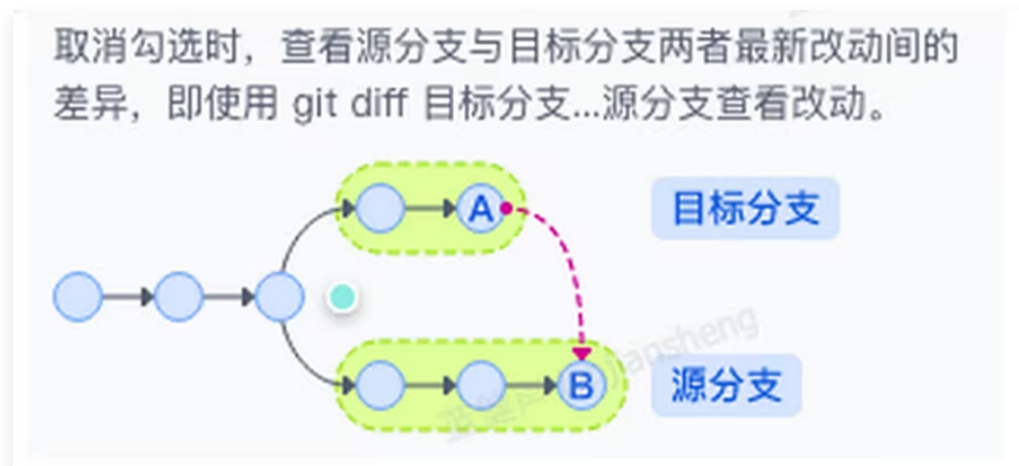 取消勾选时，查看源分支与目标分支两者最新改动间的
差异，即使用 git diff 目标分支...源分支查看改动。
A
目标分支
B
源分支